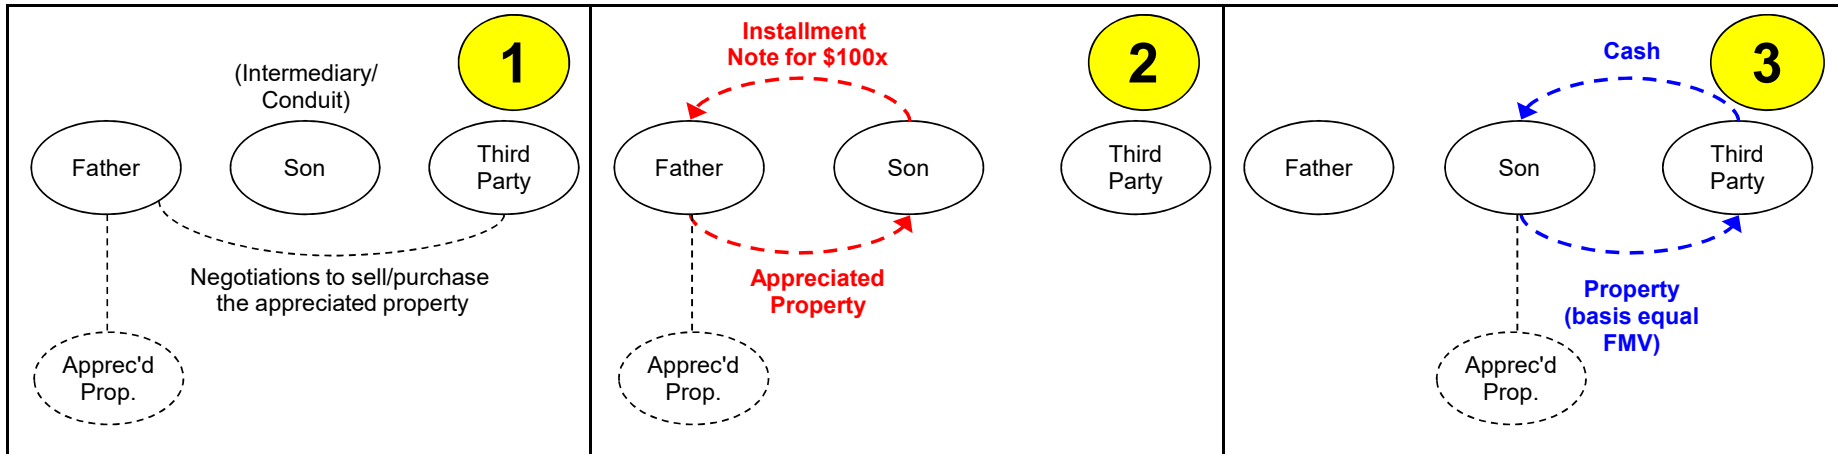 1
(Intermediary/
Conduit)
Father
Son
Third
Party
Negotiations to sell/purchase
the appreciated property
Apprec'd
Prop.
2
Installment
Note for $100x
Father
Son
Third
Party
Appreciated
Property
Apprec'd
Prop.
3
Cash
Father
Son
Third
Party
Property
(basis equal
FMV)
Apprec'd
Prop.